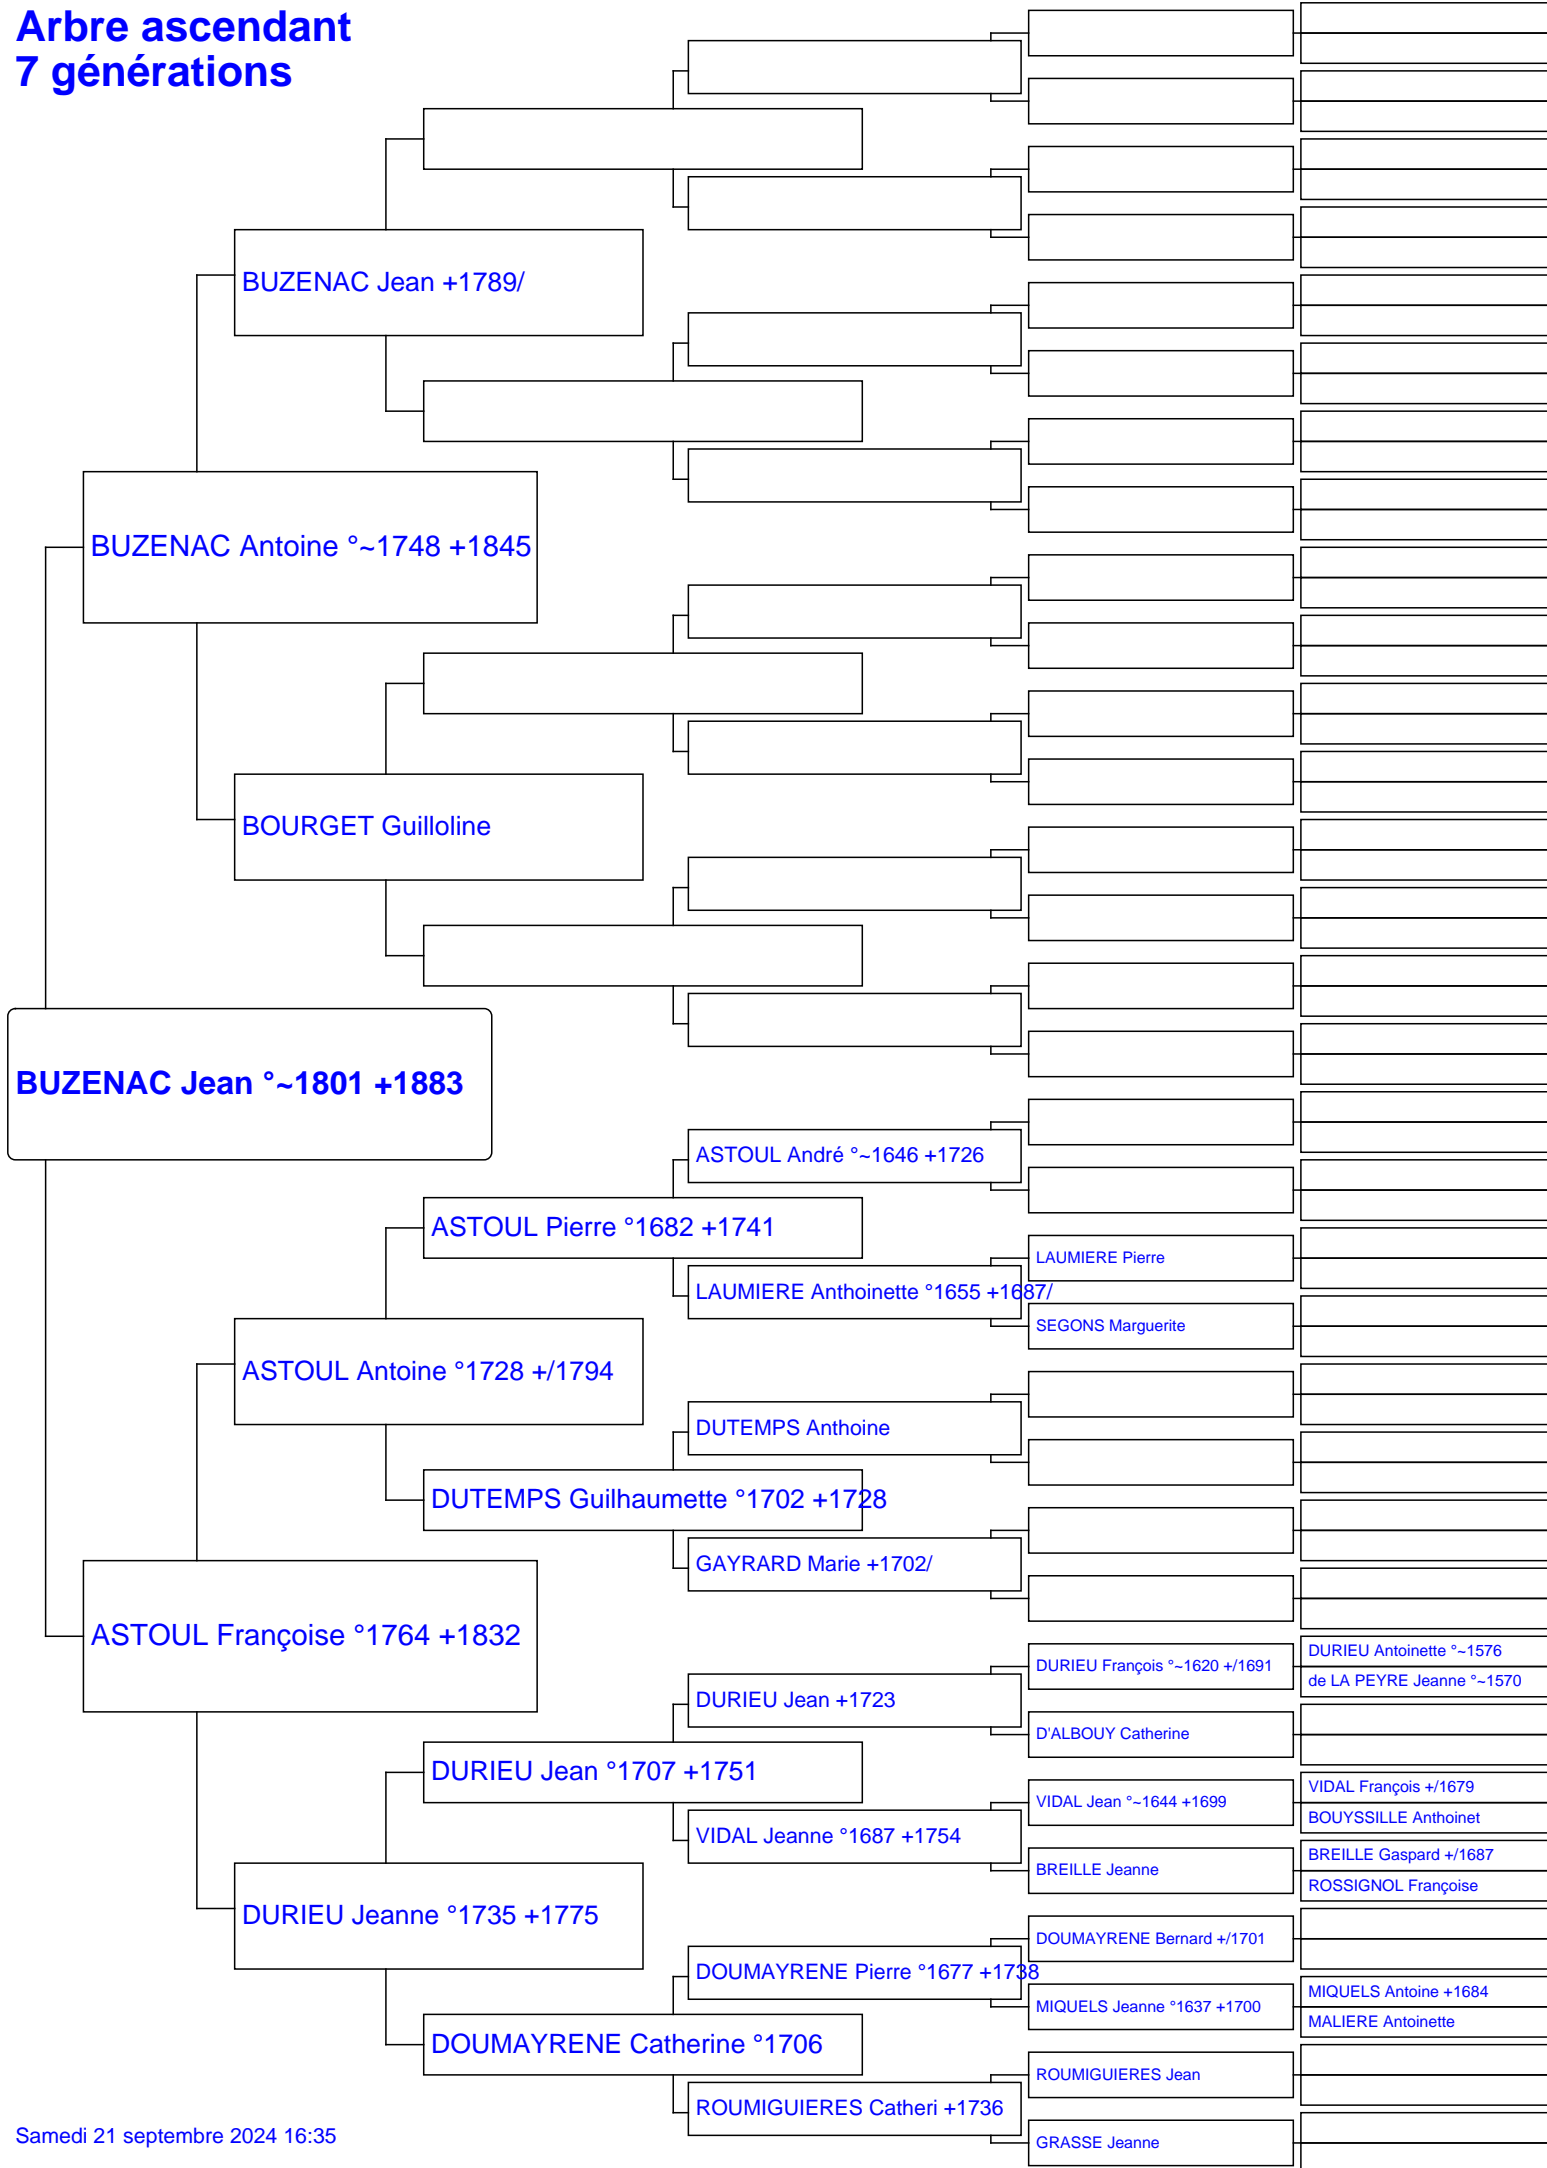 Arbre ascendant
7 générations
BUZENAC Jean +1789/
BUZENAC Antoine °~1748 +1845
BOURGET Guilloline
BUZENAC Jean °~1801 +1883
ASTOUL André °~1646 +1726
ASTOUL Pierre °1682 +1741
LAUMIERE Pierre
LAUMIERE Anthoinette °1655 +1687/
SEGONS Marguerite
ASTOUL Antoine °1728 +/1794
DUTEMPS Anthoine
DUTEMPS Guilhaumette °1702 +1728
GAYRARD Marie +1702/
ASTOUL Françoise °1764 +1832
DURIEU Antoinette °~1576
DURIEU François °~1620 +/1691
de LA PEYRE Jeanne °~1570
DURIEU Jean +1723
D'ALBOUY Catherine
DURIEU Jean °1707 +1751
VIDAL François +/1679
VIDAL Jean °~1644 +1699
BOUYSSILLE Anthoinet
VIDAL Jeanne °1687 +1754
BREILLE Gaspard +/1687
BREILLE Jeanne
ROSSIGNOL Françoise
DURIEU Jeanne °1735 +1775
DOUMAYRENE Bernard +/1701
DOUMAYRENE Pierre °1677 +1738
MIQUELS Antoine +1684
MIQUELS Jeanne °1637 +1700
MALIERE Antoinette
DOUMAYRENE Catherine °1706
ROUMIGUIERES Jean
ROUMIGUIERES Catheri +1736
GRASSE Jeanne
Samedi 21 septembre 2024 16:35